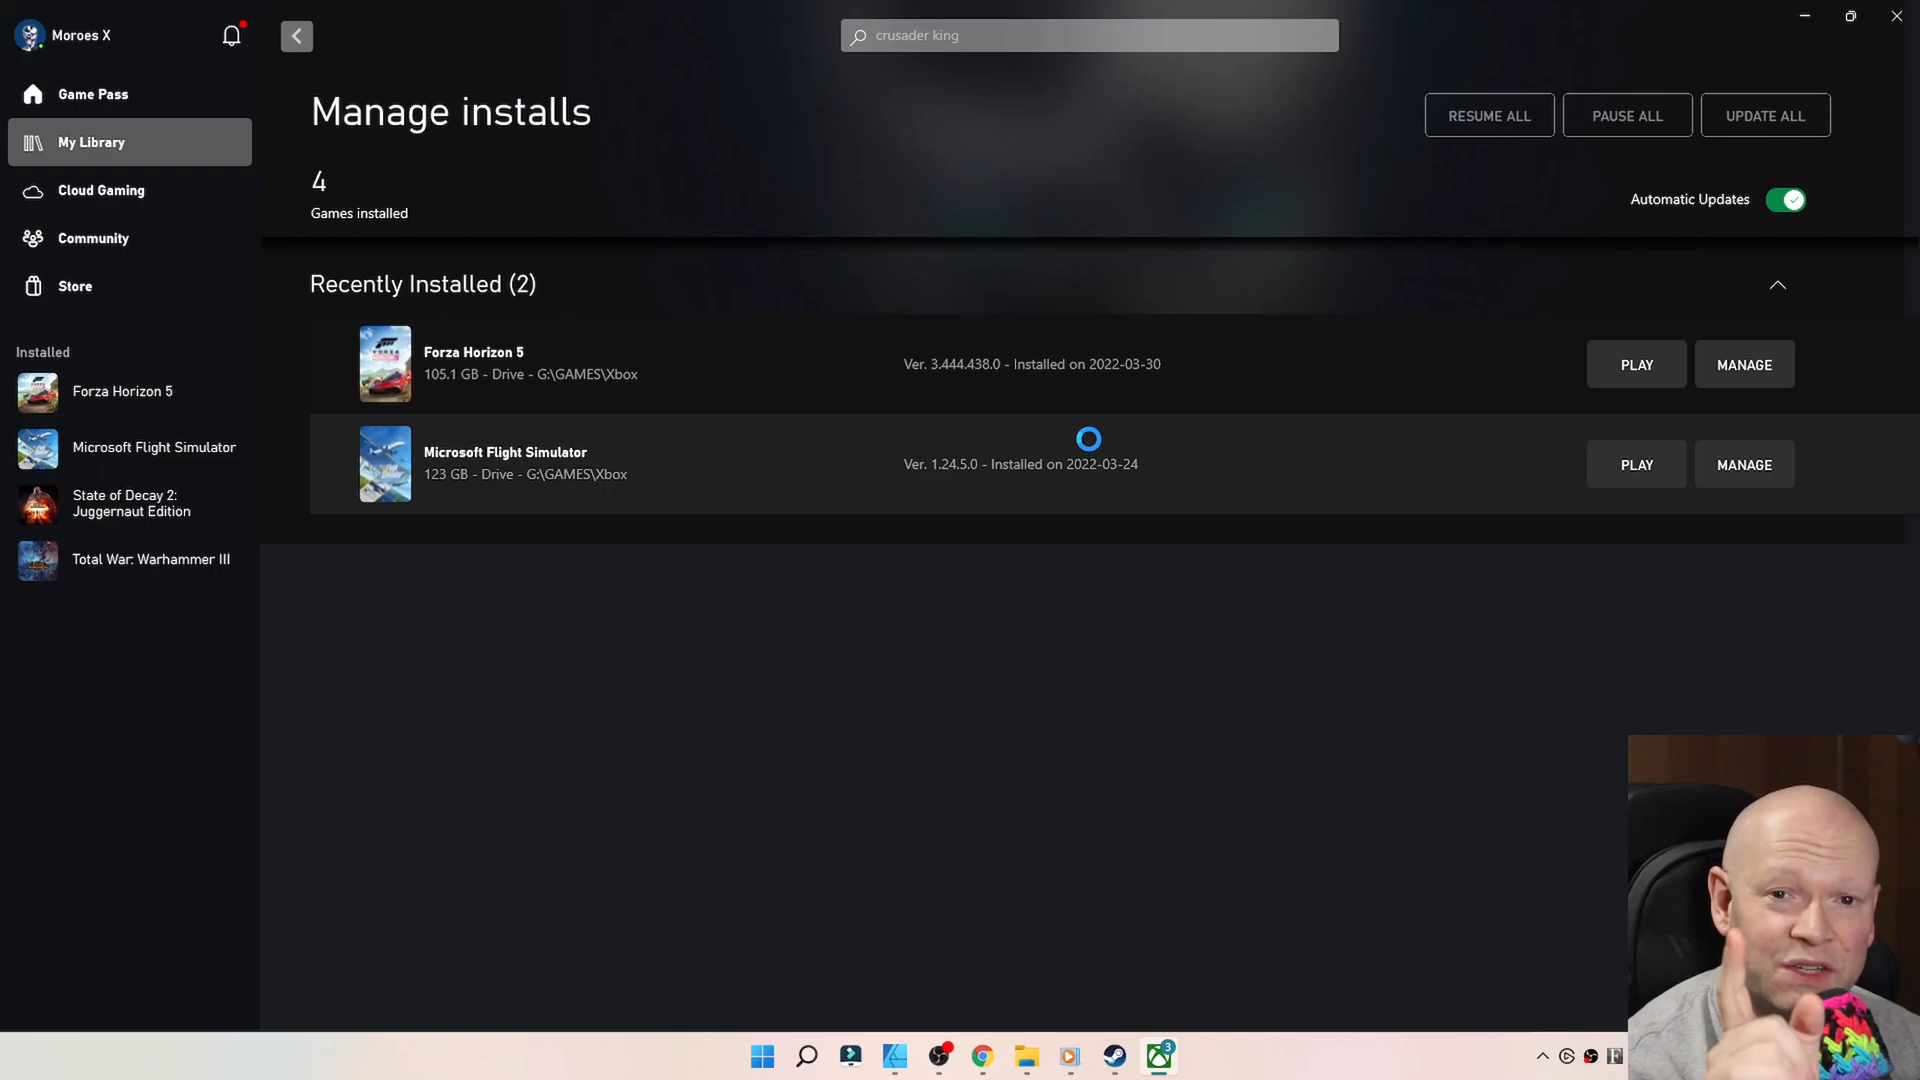 Moroes X
crusader king
Game Pass
My Library
Cloud Gaming
Community
Store
Installed
Forza Horizon 5
Microsoft Flight Simulator
State of Decay 2:
Juggernaut Edition
Total War: Warhammer III
Manage installs
RESUME ALL
PAUSE ALL
UPDATE ALL
4
Games installed
Automatic Updates
Recently Installed (2)
Forza Horizon 5
105.1 GB - Drive - G:\GAMES\Xbox
Ver. 3.444.438.0 - Installed on 2022-03-30
PLAY
MANAGE
Microsoft Flight Simulator
123 GB - Drive - G:\GAMES\Xbox
Ver. 1.24.5.0 - Installed on 2022-03-24
PLAY
MANAGE
3